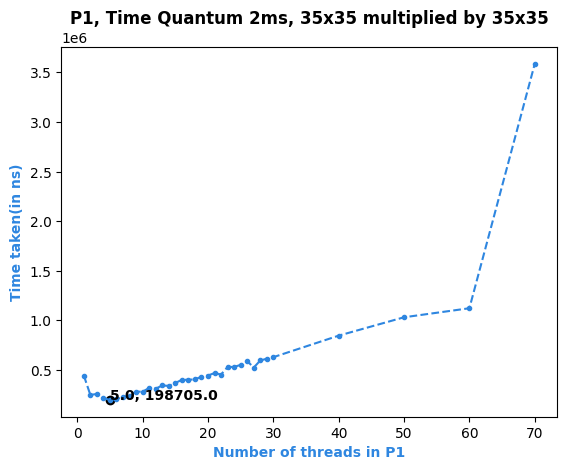 P1, Time Quantum 2ms, 35x35 multiplied by 35x35
1e6
3.5
3.0
2.5
2.0
1.5
1.0
0.5
Time taken(in ns)
5.0, 198705.0
0 10 20 30 40 50 60 70
Number of threads in P1